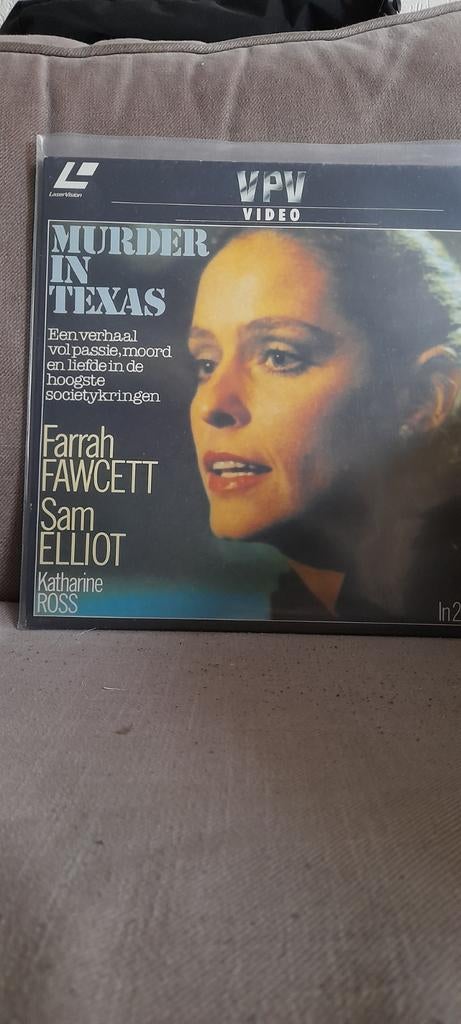 LaserVision
VPV
VIDEO
MURDER
IN
TEXAS
Een verhaal
vol passie, moord
en liefde in de
hoogste
societykringen
Farrah
FAWCETT
Sam
ELLIOT
Katharine
ROSS
In 2